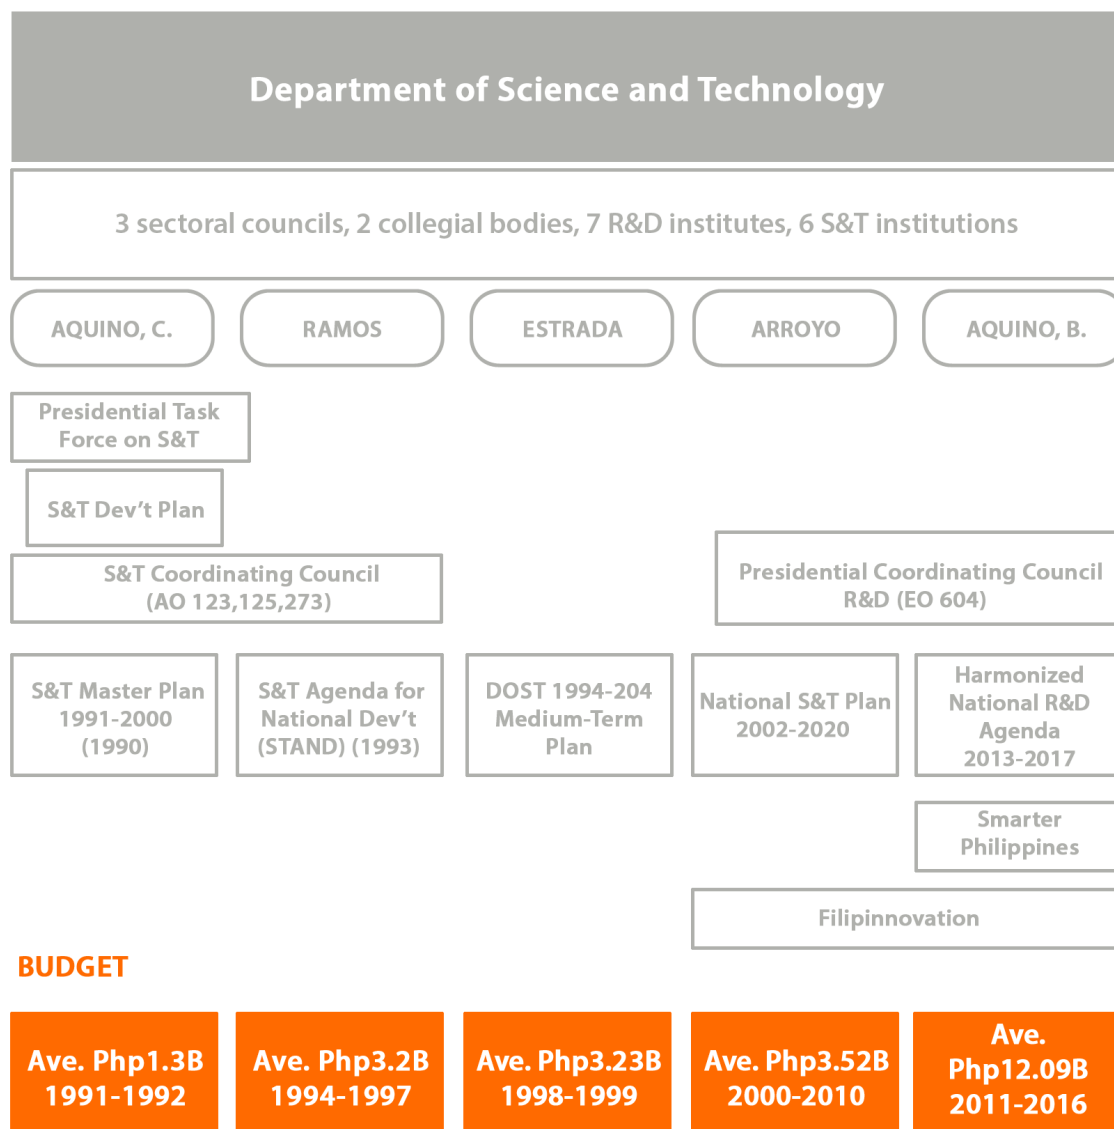 Department of Science and Technology
3 sectoral councils, 2 collegial bodies, 7 R&D institutes, 6 S&T institutions
AQUINO, C.
RAMOS
ESTRADA
ARROYO
AQUINO, B.
Presidential Task
Force on S&T
S&T Dev't Plan
S&T Coordinating Council
(AO 123,125,273)
Presidential Coordinating Council
R&D (EO 604)
S&T Master Plan
1991-2000
(1990)
S&T Agenda for
National Dev't
(STAND) (1993)
DOST 1994-204
Medium-Term
Plan
National S&T Plan
2002-2020
Harmonized
National R&D
Agenda
2013-2017
Smarter
Philippines
Filipinnovation
BUDGET
Ave. Php1.3B
1991-1992
Ave. Php3.2B
1994-1997
Ave. Php3.23B
1998-1999
Ave. Php3.52B
2000-2010
Ave.
Php12.09B
2011-2016